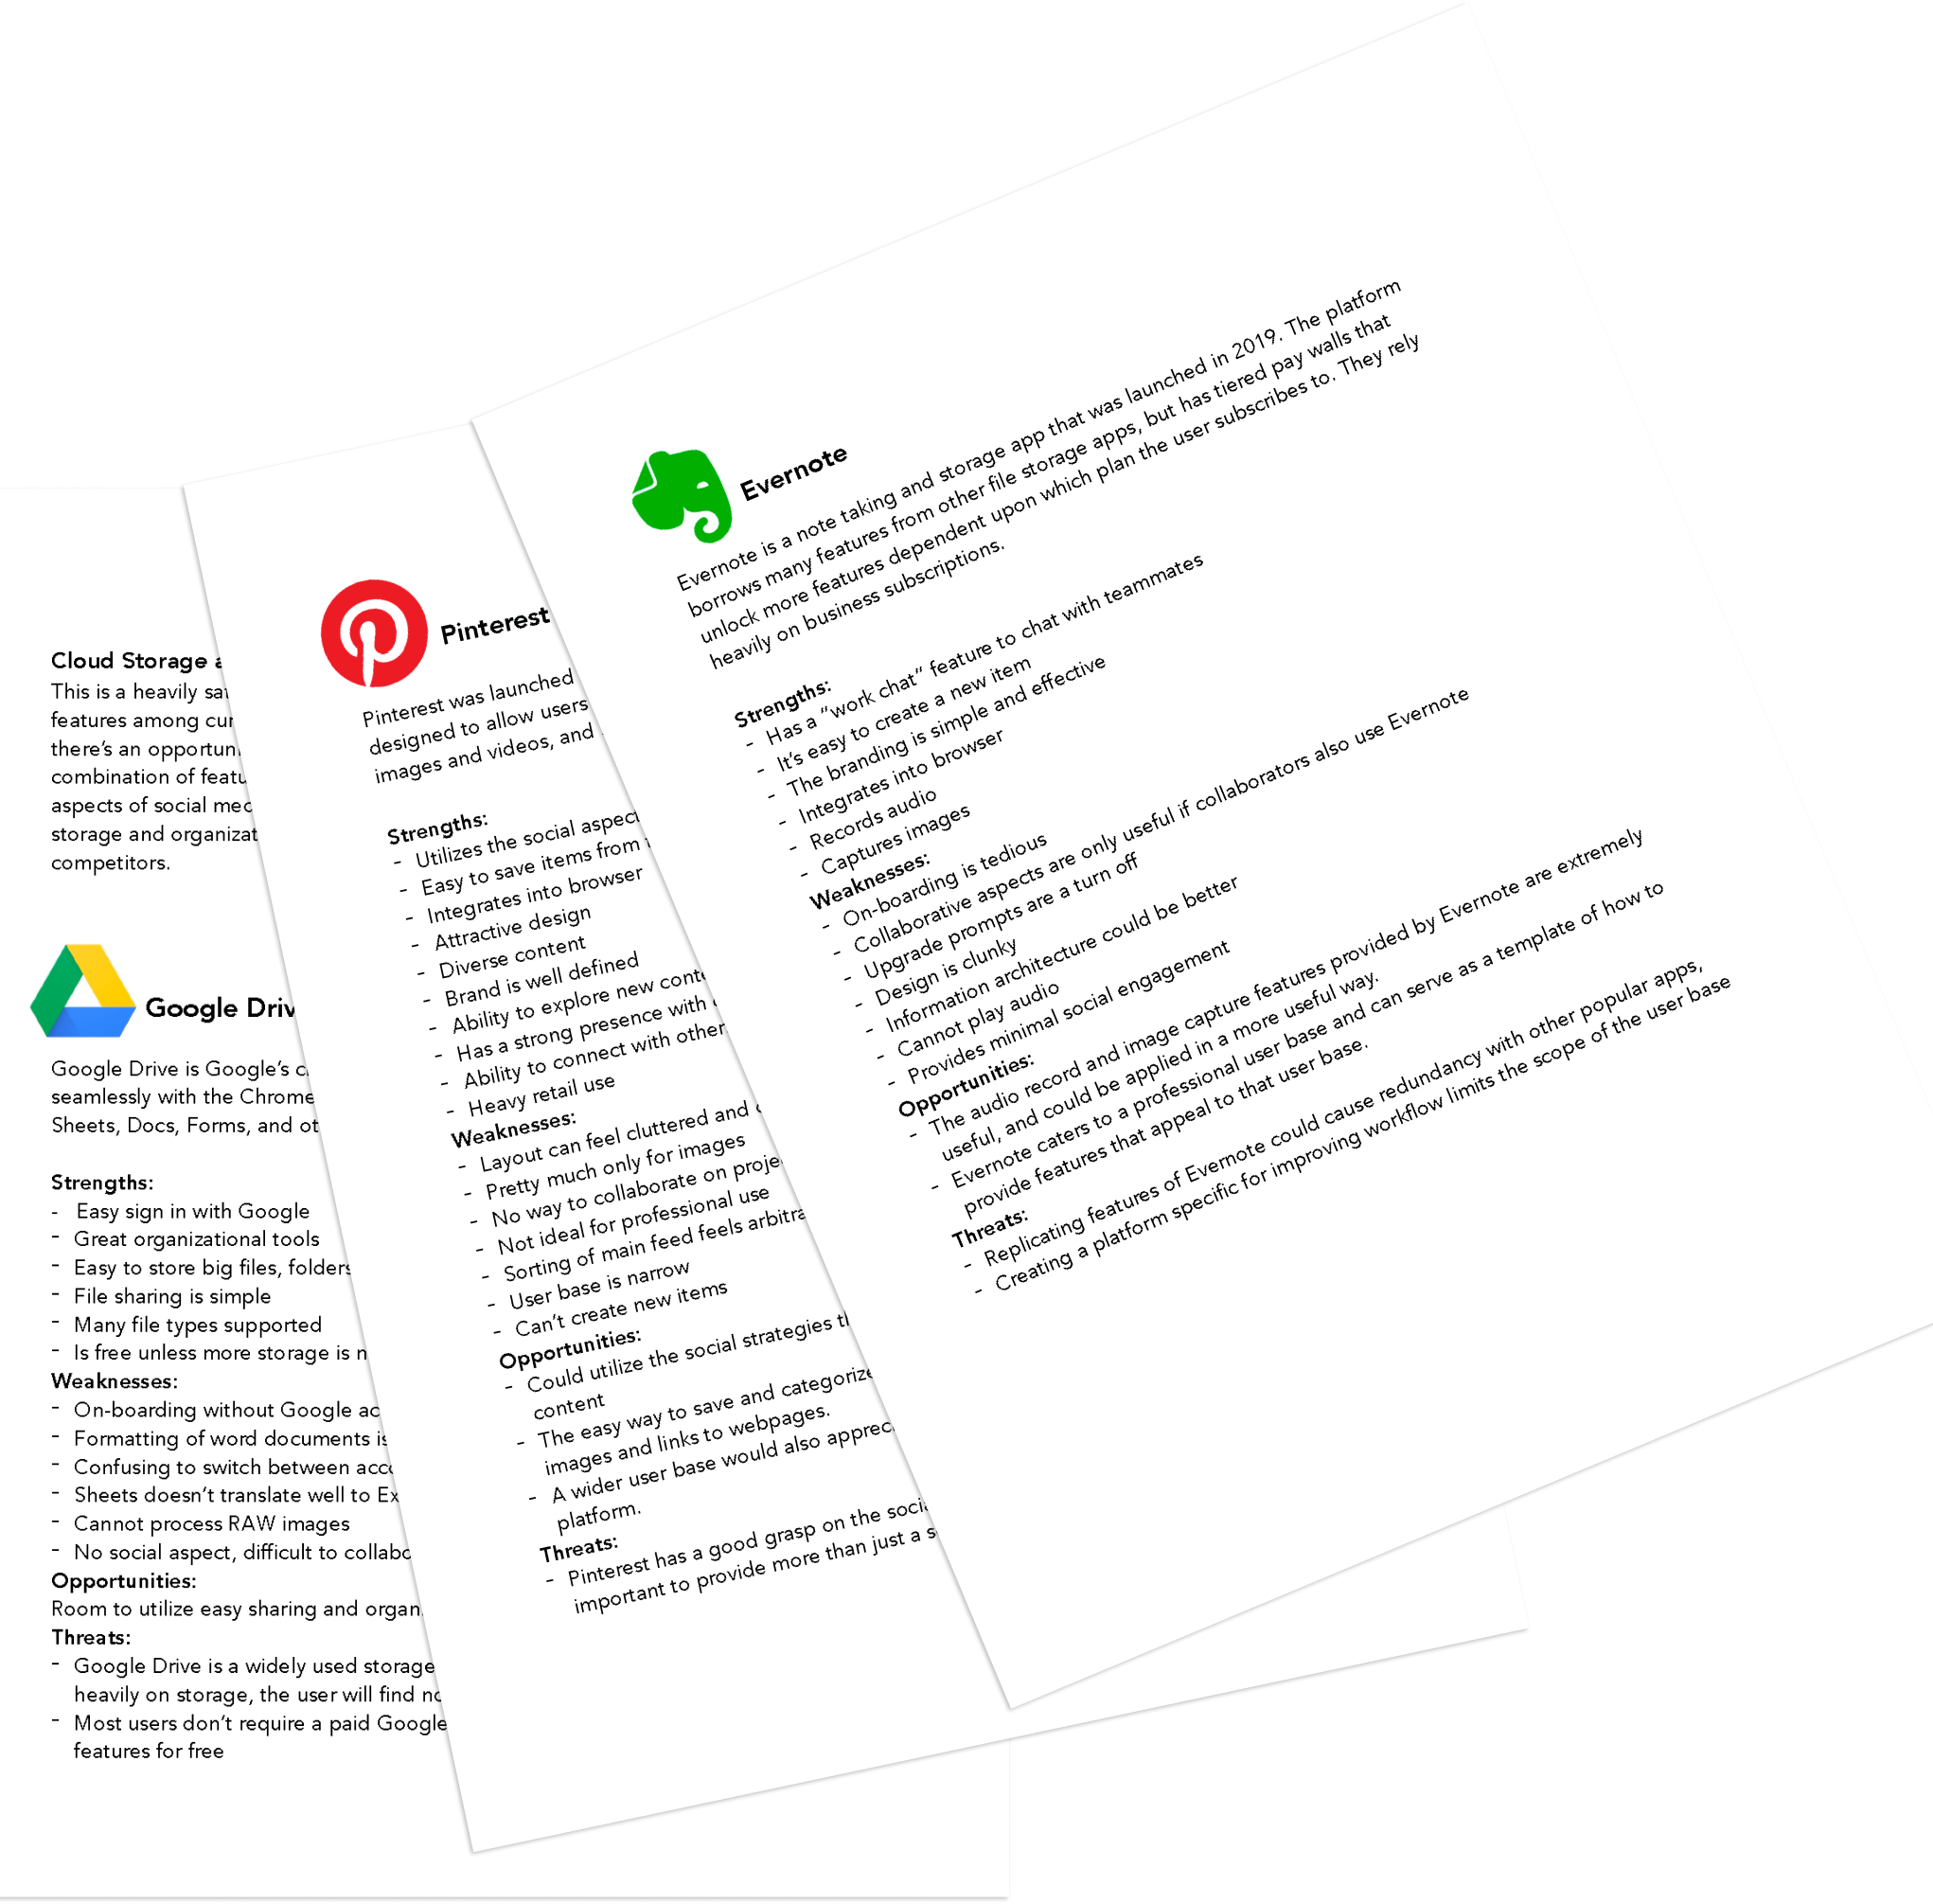 Cloud Storage a
This is a heavily sat
features among cur
there's an opportuni
combination of featu
aspects of social med
storage and organizat
competitors.
Google Driv
Google Drive is Google's c
seamlessly with the Chrome
Sheets, Docs, Forms, and ot
Strengths:
- Easy sign in with Google
- Great organizational tools
- Easy to store big files, folders
- File sharing is simple
- Many file types supported
- Is free unless more storage is n
Weaknesses:
- On-boarding without Google ac
- Formatting of word documents is
- Confusing to switch between acco
- Sheets doesn't translate well to Ex
- Cannot process RAW images
- No social aspect, difficult to collabo
Opportunities:
Room to utilize easy sharing and organ
Threats:
- Google Drive is a widely used storage
heavily on storage, the user will find no
- Most users don't require a paid Google
features for free
Pinterest
Pinterest was launched
designed to allow users
images and videos, and
Strengths:
- Utilizes the social aspect
- Easy to save items from
- Integrates into browser
- Attractive design
- Diverse content
- Brand is well defined
- Ability to explore new conte
- Has a strong presence with
- Ability to connect with other
- Heavy retail use
Weaknesses:
- Layout can feel cluttered and
- Pretty much only for images
- No way to collaborate on proje
- Not ideal for professional use
- Sorting of main feed feels arbitra
- User base is narrow
- Can't create new items
Opportunities:
- Could utilize the social strategies th
content
- The easy way to save and categorize
images and links to webpages.
- A wider user base would also apprec
platform.
Threats:
- Pinterest has a good grasp on the socia
important to provide more than just a s
Evernote
Evernote is a note taking and storage app that was launched in 2019. The platform
borrows many features from other file storage apps, but has tiered pay walls that
unlock more features dependent upon which plan the user subscribes to. They rely
heavily on business subscriptions.
Strengths:
- Has a "work chat" feature to chat with teammates
- It's easy to create a new item
- The branding is simple and effective
- Integrates into browser
- Records audio
- Captures images
Weaknesses:
- On-boarding is tedious
- Collaborative aspects are only useful if collaborators also use Evernote
- Upgrade prompts are a turn off
- Design is clunky
- Information architecture could be better
- Cannot play audio
- Provides minimal social engagement
Opportunities:
- The audio record and image capture features provided by Evernote are extremely
useful, and could be applied in a more useful way.
- Evernote caters to a professional user base and can serve as a template of how to
provide features that appeal to that user base.
Threats:
- Replicating features of Evernote could cause redundancy with other popular apps,
- Creating a platform specific for improving workflow limits the scope of the user base